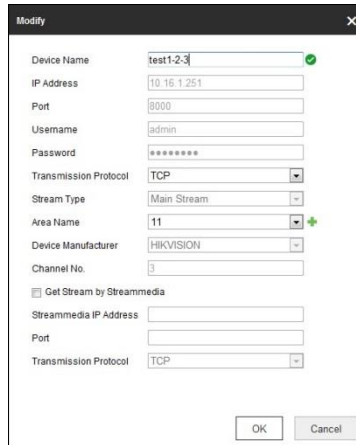 Modify
Device Name test1-2-3
IP Address 10.16.1.251
Port 8000
Username admin
Password ●●●●●●●●
Transmission Protocol TCP
Stream Type Main Stream
Area Name 11
Device Manufacturer HIKVISION
Channel No. 3
Get Stream by Streammedia
Streammedia IP Address
Port
Transmission Protocol TCP
OK Cancel